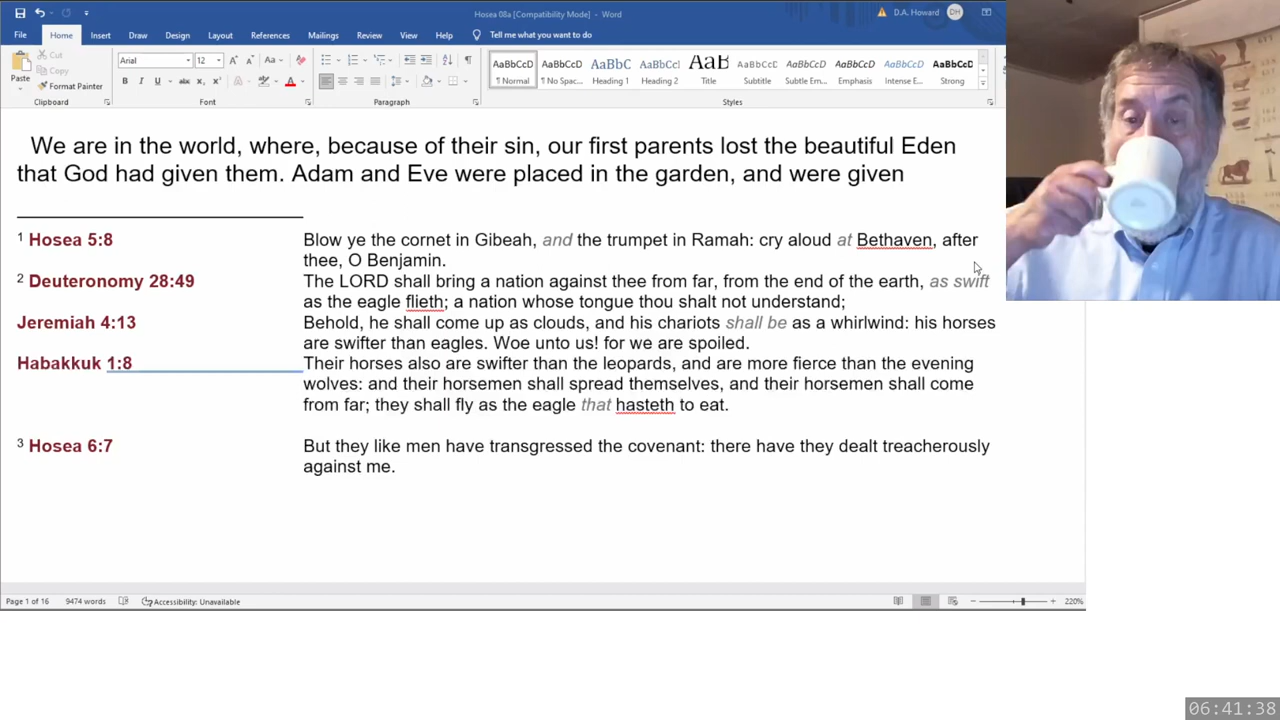 Hosea 08a [Compatibility Mode] - Word
D.A. Howard DH
File Home Insert Draw Design Layout References Mailings Review View Help Tell me what you want to do
Paste
Cut
Copy
Format Painter
Arial 12
Clipboard Font Paragraph Styles
AaBbCcD AaBbCcD AaBbC AaBbCcl AaB AaBbCcD AaBbCcD AaBbCcD AaBbCcD AaBbCcD
¶ Normal ¶ No Spac... Heading 1 Heading 2 Title Subtitle Subtle Em... Emphasis Intense E... Strong
We are in the world, where, because of their sin, our first parents lost the beautiful Eden
that God had given them. Adam and Eve were placed in the garden, and were given
1 Hosea 5:8 Blow ye the cornet in Gibeah, and the trumpet in Ramah: cry aloud at Bethaven, after
thee, O Benjamin.
2 Deuteronomy 28:49 The LORD shall bring a nation against thee from far, from the end of the earth, as swift
as the eagle flieth; a nation whose tongue thou shalt not understand;
Jeremiah 4:13 Behold, he shall come up as clouds, and his chariots shall be as a whirlwind: his horses
are swifter than eagles. Woe unto us! for we are spoiled.
Habakkuk 1:8 Their horses also are swifter than the leopards, and are more fierce than the evening
wolves: and their horsemen shall spread themselves, and their horsemen shall come
from far; they shall fly as the eagle that hasteth to eat.
3 Hosea 6:7 But they like men have transgressed the covenant: there have they dealt treacherously
against me.
Page 1 of 16 9474 words Accessibility: Unavailable 220%
06:41:38